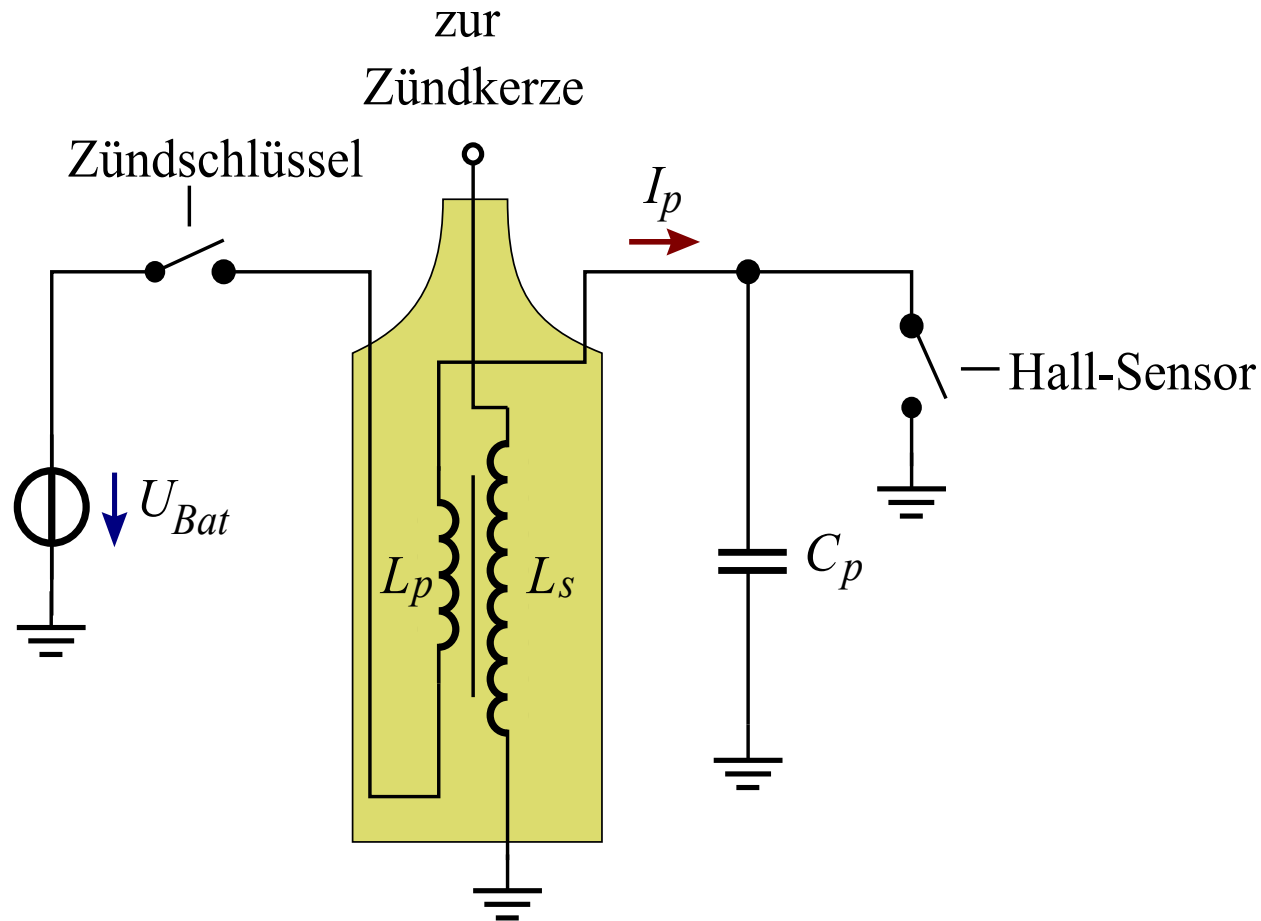 zur
Zündkerze
Zündschlüssel
I_p
Hall-Sensor
U_Bat
L_p
L_s
C_p